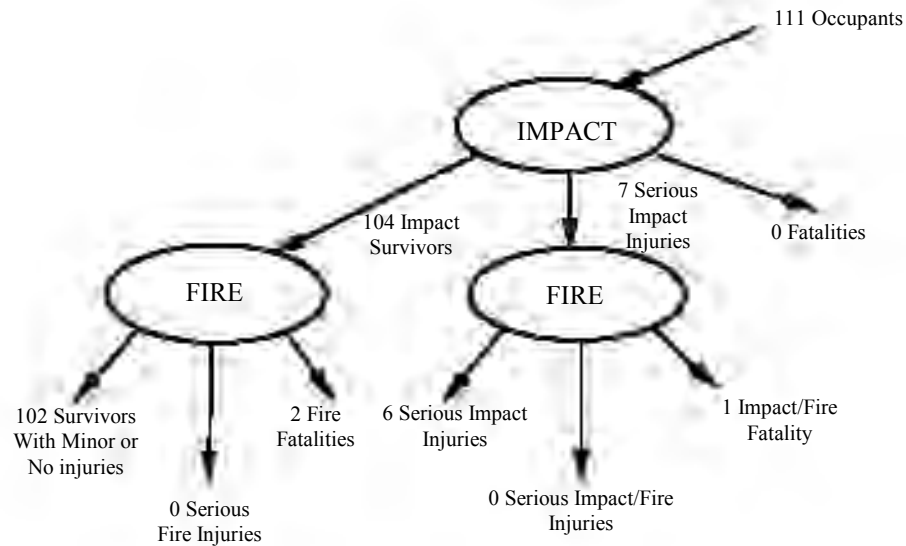 111 Occupants
IMPACT
104 Impact
Survivors
7 Serious
Impact
Injuries
0 Fatalities
FIRE
FIRE
102 Survivors
With Minor or
No injuries
0 Serious
Fire Injuries
2 Fire
Fatalities
6 Serious Impact
Injuries
0 Serious Impact/Fire
Injuries
1 Impact/Fire
Fatality